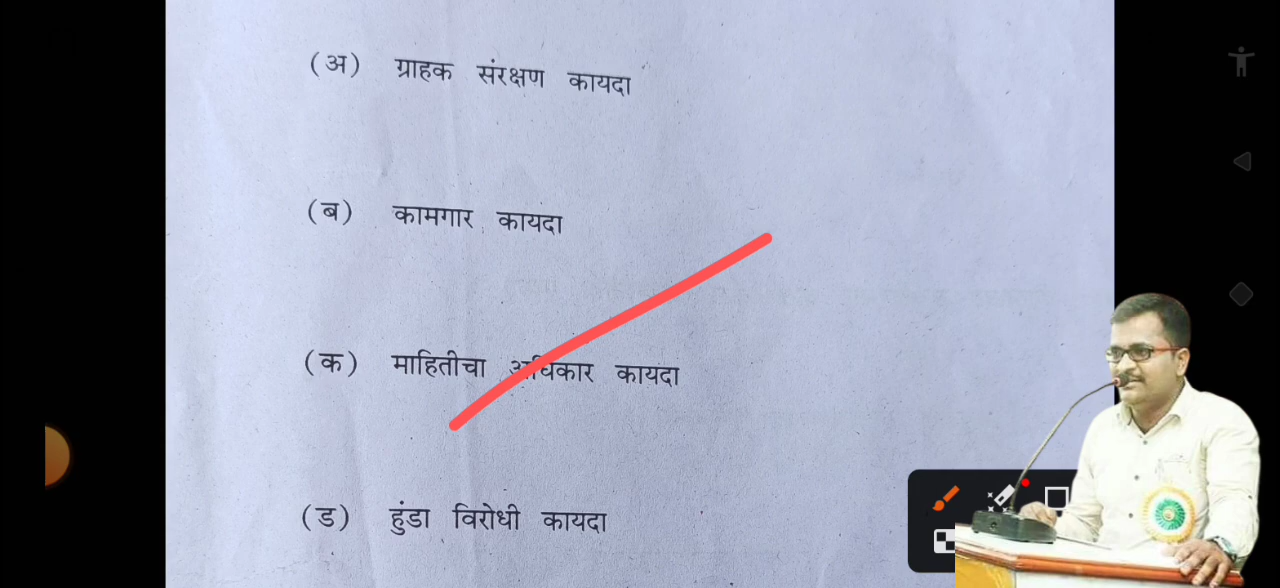 (अ) ग्राहक संरक्षण कायदा
(ब) कामगार कायदा
(क) माहितीचा अधिकार कायदा
(ड) हुंडा विरोधी कायदा